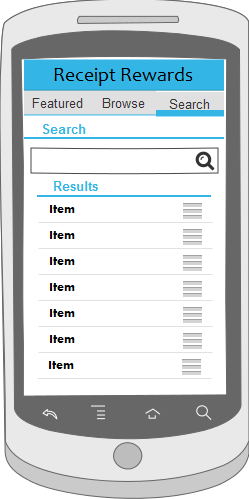 Receipt Rewards
Featured Browse Search
Search
Results
Item
Item
Item
Item
Item
Item
Item